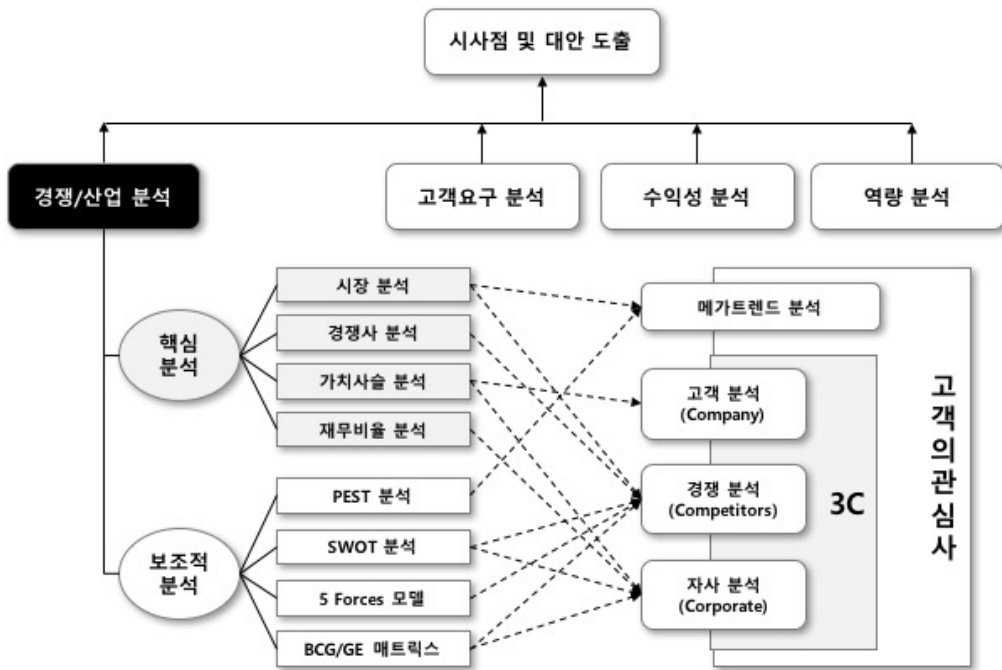 시사점 및 대안 도출
경쟁/산업 분석
고객요구 분석
수익성 분석
역량 분석
핵심
분석
시장 분석
경쟁사 분석
가치사슬 분석
재무비율 분석
보조적
분석
PEST 분석
SWOT 분석
5 Forces 모델
BCG/GE 매트릭스
메가트렌드 분석
고객 분석
(Company)
경쟁 분석
(Competitors)
자사 분석
(Corporate)
3C
고객의관심사